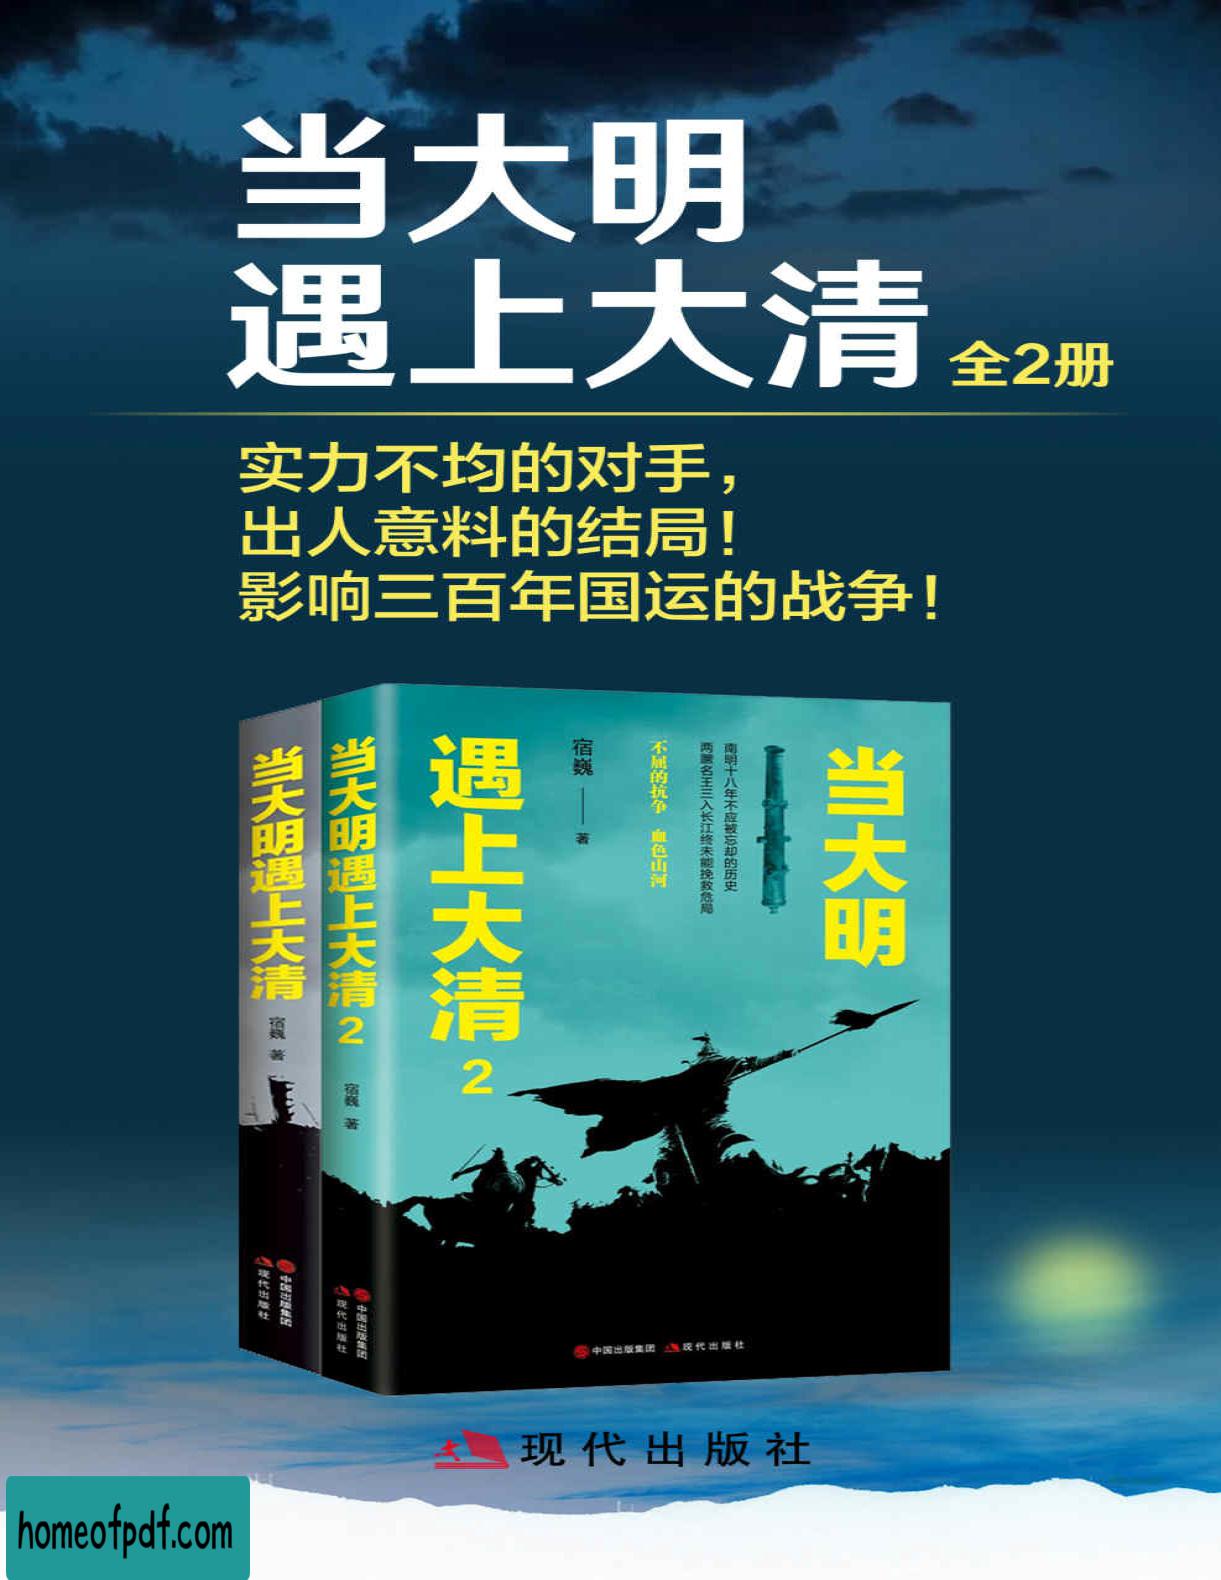 当大明
遇上大清 全2册
实力不均的对手，
出人意料的结局！
影响三百年国运的战争！
当大明遇上大清
宿巍 著
中国出版集团
现代出版社
当大明遇上大清2
宿巍 著
中国出版集团
现代出版社
当大明
南明十八年不应被忘却的历史
两蹶名王三入长江终未能挽救危局
不屈的抗争 血色山河
宿巍——著
遇上大清2
中国出版集团 现代出版社
现代出版社
homeofpdf.com